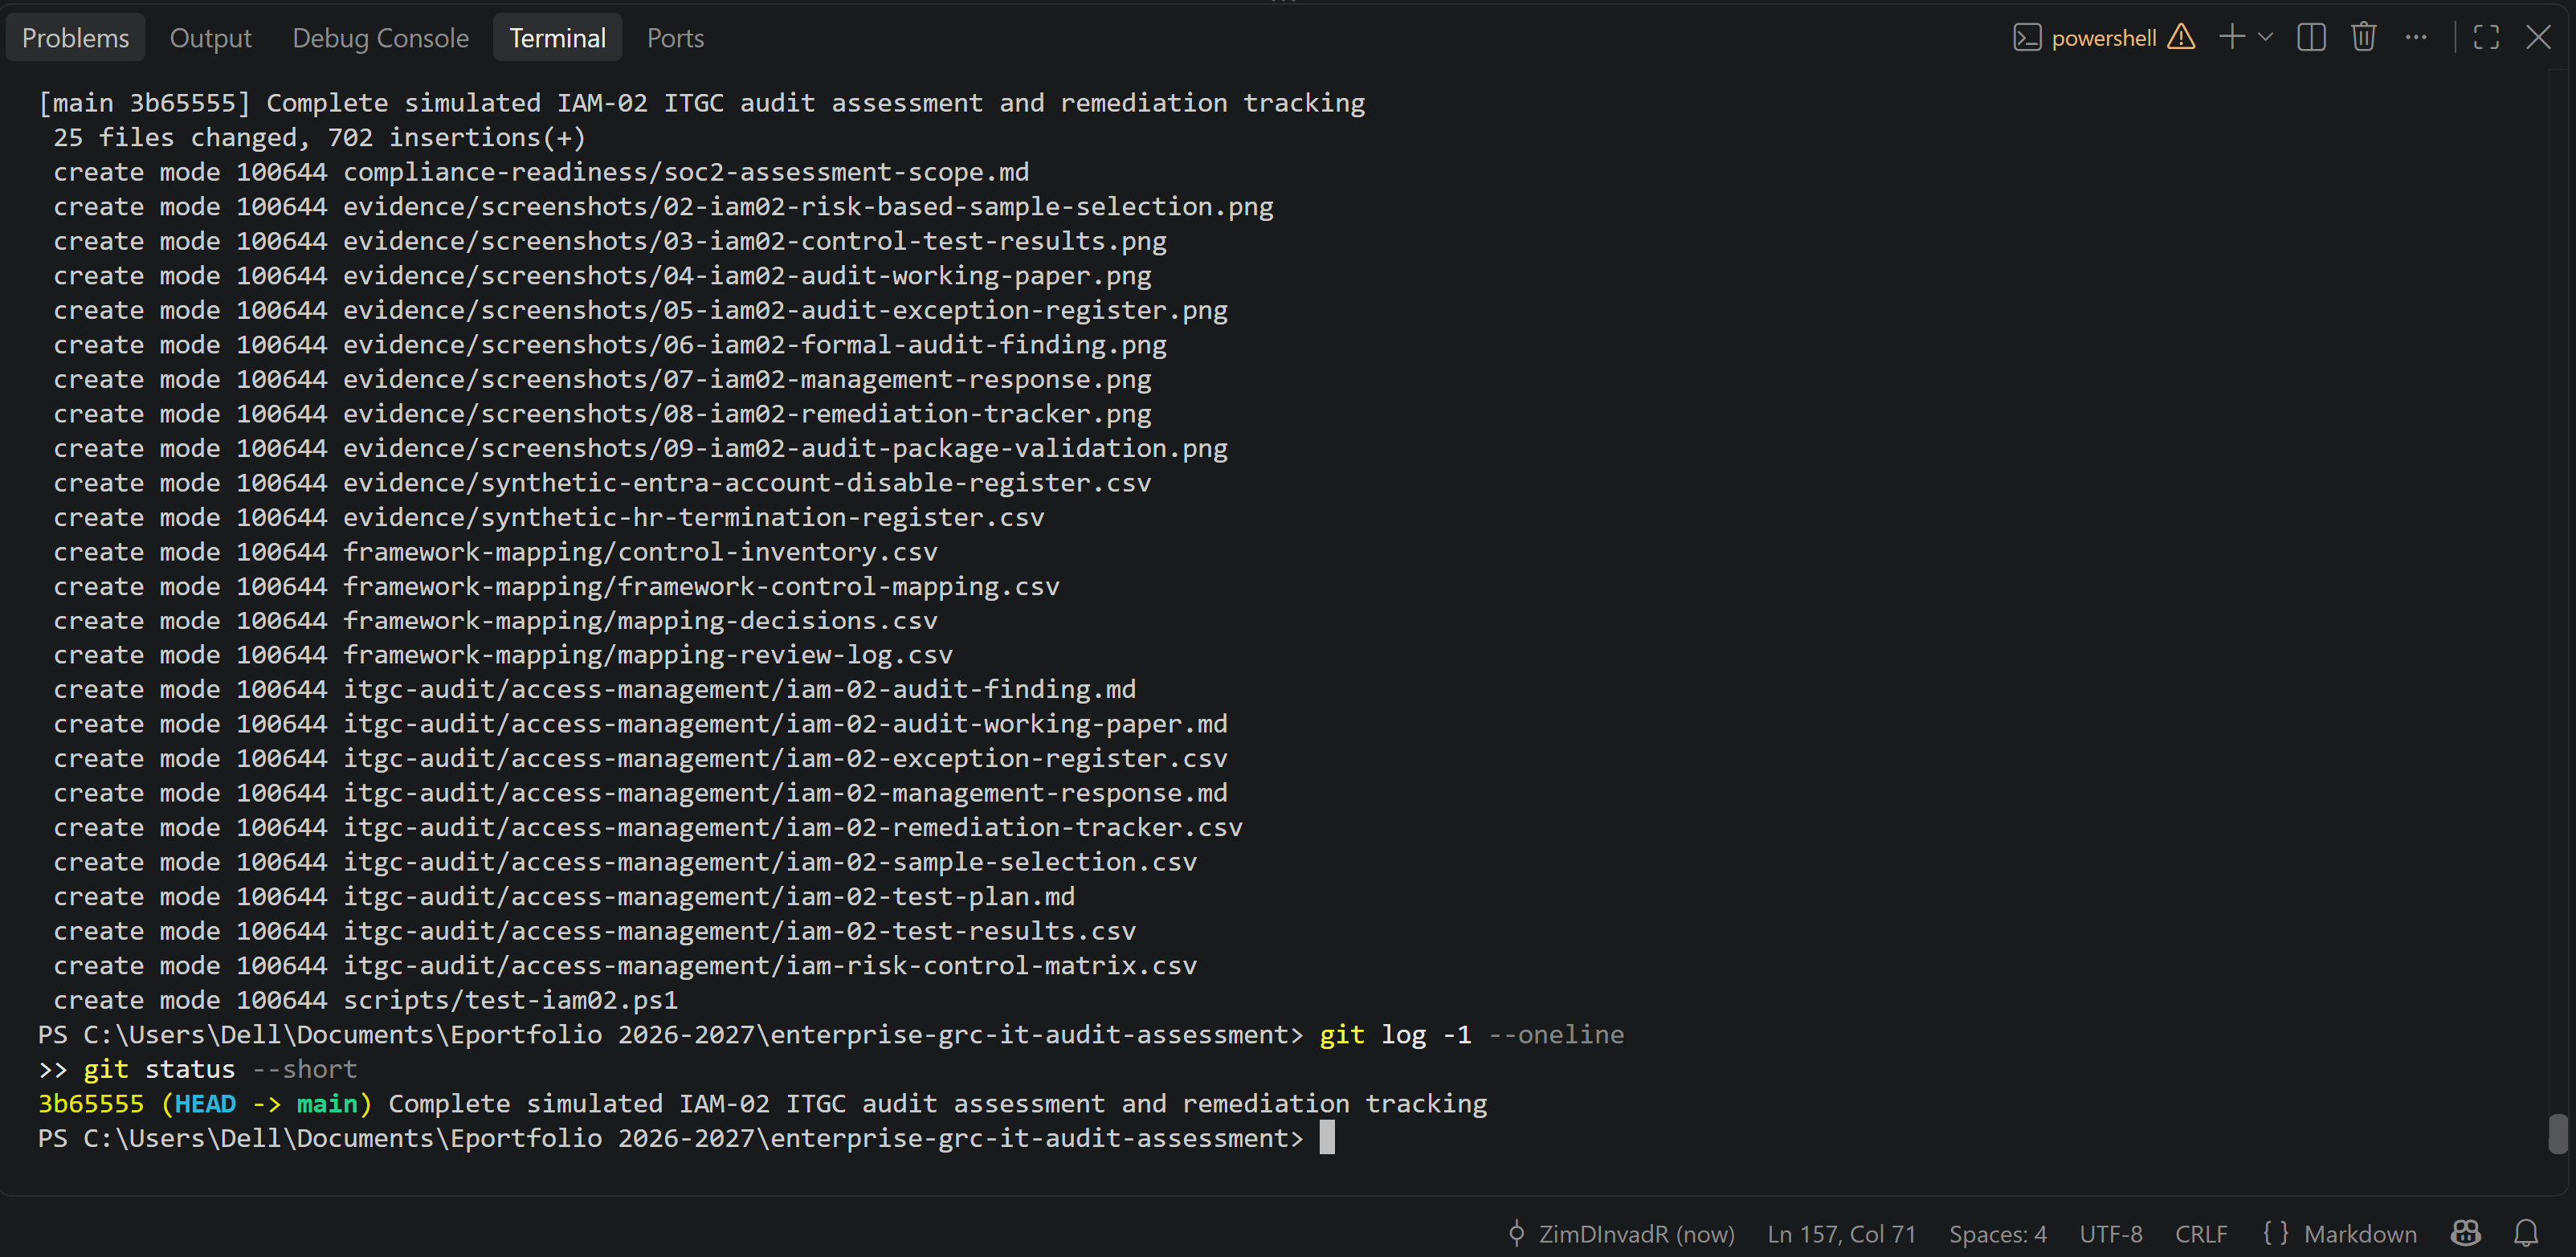 Problems Output Debug Console Terminal Ports powershell
[main 3b65555] Complete simulated IAM-02 ITGC audit assessment and remediation tracking
25 files changed, 702 insertions(+)
create mode 100644 compliance-readiness/soc2-assessment-scope.md
create mode 100644 evidence/screenshots/02-iam02-risk-based-sample-selection.png
create mode 100644 evidence/screenshots/03-iam02-control-test-results.png
create mode 100644 evidence/screenshots/04-iam02-audit-working-paper.png
create mode 100644 evidence/screenshots/05-iam02-audit-exception-register.png
create mode 100644 evidence/screenshots/06-iam02-formal-audit-finding.png
create mode 100644 evidence/screenshots/07-iam02-management-response.png
create mode 100644 evidence/screenshots/08-iam02-remediation-tracker.png
create mode 100644 evidence/screenshots/09-iam02-audit-package-validation.png
create mode 100644 evidence/synthetic-entra-account-disable-register.csv
create mode 100644 evidence/synthetic-hr-termination-register.csv
create mode 100644 framework-mapping/control-inventory.csv
create mode 100644 framework-mapping/framework-control-mapping.csv
create mode 100644 framework-mapping/mapping-decisions.csv
create mode 100644 framework-mapping/mapping-review-log.csv
create mode 100644 itgc-audit/access-management/iam-02-audit-finding.md
create mode 100644 itgc-audit/access-management/iam-02-audit-working-paper.md
create mode 100644 itgc-audit/access-management/iam-02-exception-register.csv
create mode 100644 itgc-audit/access-management/iam-02-management-response.md
create mode 100644 itgc-audit/access-management/iam-02-remediation-tracker.csv
create mode 100644 itgc-audit/access-management/iam-02-sample-selection.csv
create mode 100644 itgc-audit/access-management/iam-02-test-plan.md
create mode 100644 itgc-audit/access-management/iam-02-test-results.csv
create mode 100644 itgc-audit/access-management/iam-risk-control-matrix.csv
create mode 100644 scripts/test-iam02.ps1
PS C:\Users\Dell\Documents\Eportfolio 2026-2027\enterprise-grc-it-audit-assessment> git log -1 --oneline
>> git status --short
3b65555 (HEAD -> main) Complete simulated IAM-02 ITGC audit assessment and remediation tracking
PS C:\Users\Dell\Documents\Eportfolio 2026-2027\enterprise-grc-it-audit-assessment>
ZimDInvadR (now) Ln 157, Col 71 Spaces: 4 UTF-8 CRLF { } Markdown